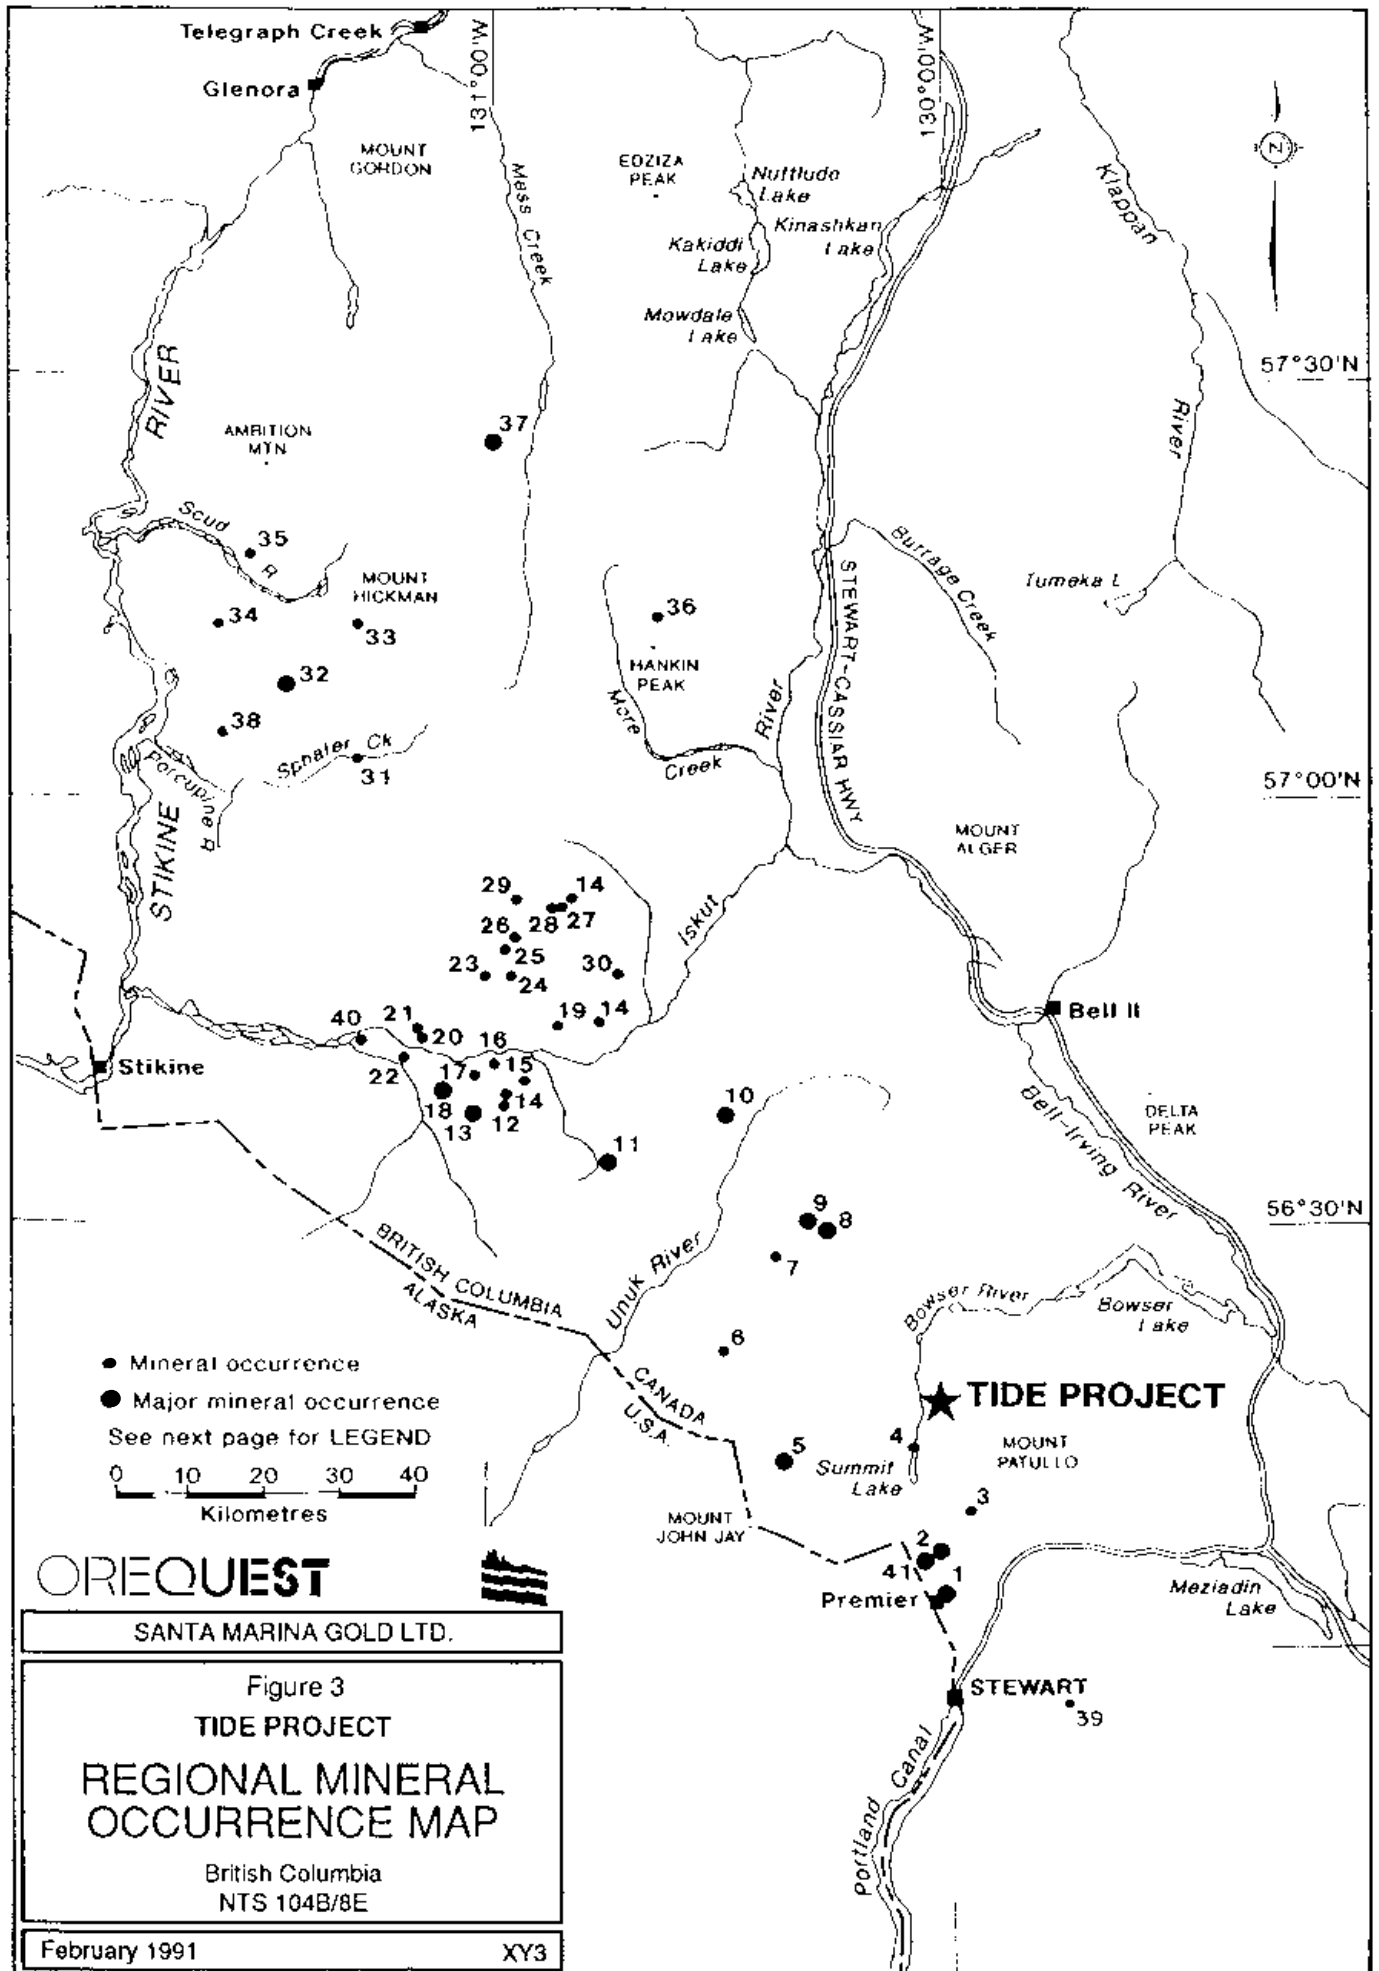 Telegraph Creek
Glenora
131°00'W
130°00'W
MOUNT
GORDON
EDZIZA
PEAK
Mess Creek
Nuttlude
Lake
Kinaskan
Lake
Kakiddi
Lake
Mowdale
Lake
Klappan
River
N
57°30'N
RIVER
AMBITION
MTN
37
Scud
R
35
MOUNT
HICKMAN
34
33
32
38
36
HANKIN
PEAK
More
Creek
River
Burrage Creek
Tumeka L
STEWART-CASSIAR HWY
Sphaler Ck
31
Porcupine R
STIKINE
57°00'N
MOUNT
ALGER
29
14
28
27
26
25
23
24
30
Iskut
19
14
40
21
20
16
22
17
15
18
14
13
12
Stikine
Bell II
10
11
DELTA
PEAK
Bell-Irving River
56°30'N
9
8
7
Unuk River
BRITISH COLUMBIA
ALASKA
Bowser River
Bowser
Lake
6
CANADA
U.S.A.
TIDE PROJECT
4
5
Summit
Lake
MOUNT
PATULLO
3
MOUNT
JOHN JAY
2
41
1
Premier
Meziadin
Lake
STEWART
39
Portland Canal
Mineral occurrence
Major mineral occurrence
See next page for LEGEND
0 10 20 30 40
Kilometres
OREQUEST
SANTA MARINA GOLD LTD.
Figure 3
TIDE PROJECT
REGIONAL MINERAL
OCCURRENCE MAP
British Columbia
NTS 104B/8E
February 1991 XY3